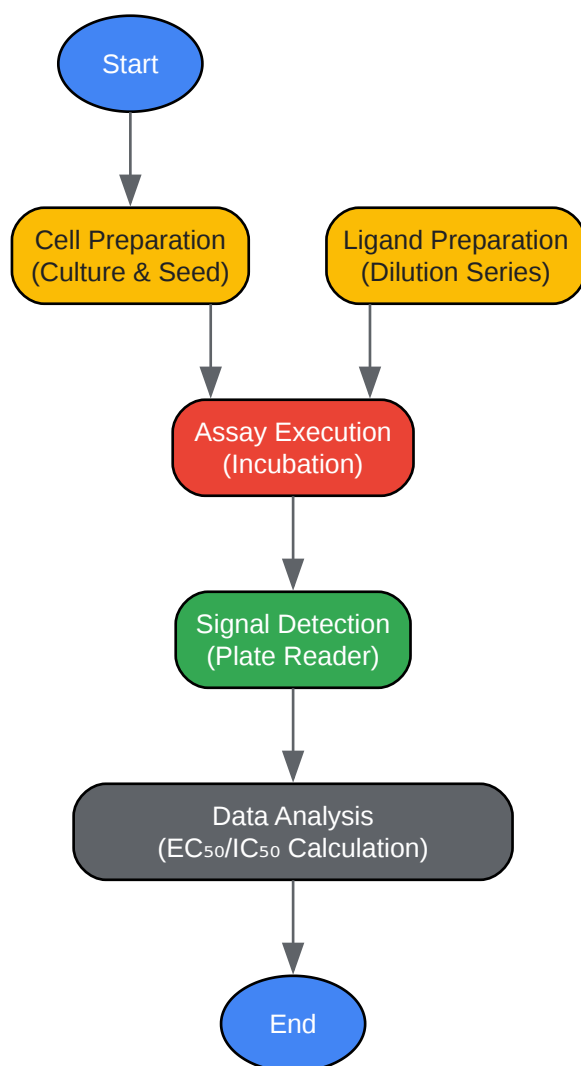 Start
Cell Preparation
(Culture & Seed)
Ligand Preparation
(Dilution Series)
Assay Execution
(Incubation)
Signal Detection
(Plate Reader)
Data Analysis
(EC₅₀/IC₅₀ Calculation)
End